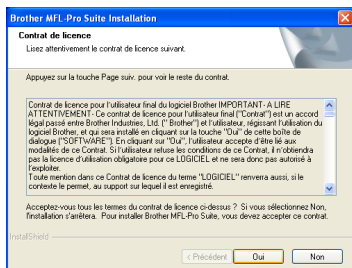 Brother MFL-Pro Suite Installation
Contrat de licence
Lisez attentivement le contrat de licence suivant.
Appuyez sur la touche Page suiv. pour voir le reste du contrat.
Contrat de licence pour l'utilisateur final du logiciel Brother IMPORTANT- A LIRE
ATTENTIVEMENT- Ce contrat de licence pour l'utilisateur final ("Contrat") est un accord
légal passé entre Brother Industries, Ltd. (" Brother") et l'utilisateur, régissant l'utilisation du
logiciel Brother, et qui sera installé en cliquant sur la touche "Oui" de cette boîte de
dialogue ("SOFTWARE"). En cliquant sur "Oui", l'utilisateur accepte d'être lié aux
modalités de ce Contrat. Si l'utilisateur refuse les conditions de ce Contrat, il n'obtiendra
pas la licence d'utilisation obligatoire pour ce LOGICIEL et ne sera donc pas autorisé à
l'exploiter.
Toute mention dans ce Contrat de licence du terme "LOGICIEL" renverra aussi, si le
contexte le permet, au support sur lequel il est enregistré.
Acceptez-vous tous les termes du contrat de licence ci-dessus ? Si vous sélectionnez Non,
l'installation s'arrêtera. Pour installer Brother MFL-Pro Suite, vous devez accepter ce contrat.
InstallShield
< Précédent
Oui
Non